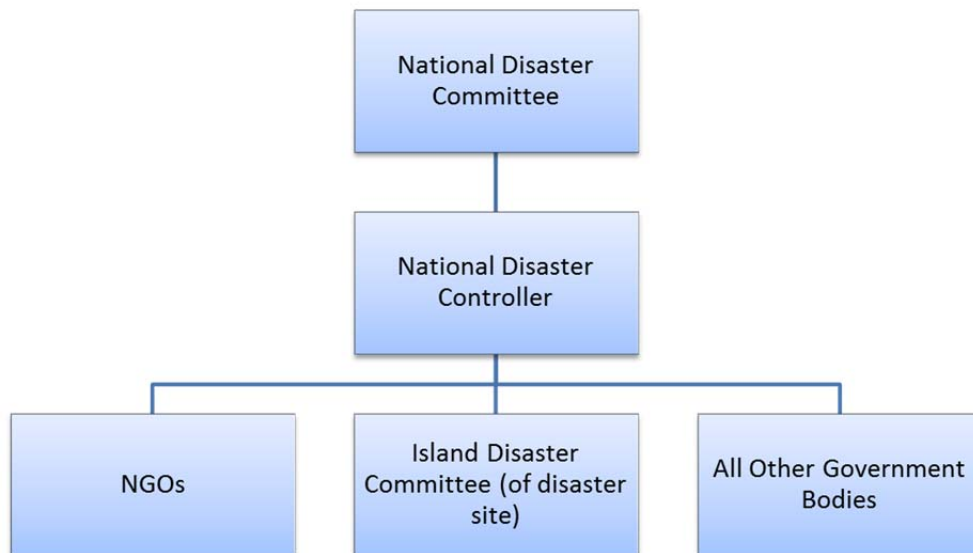 National Disaster
Committee
National Disaster
Controller
NGOs
Island Disaster
Committee (of disaster
site)
All Other Government
Bodies